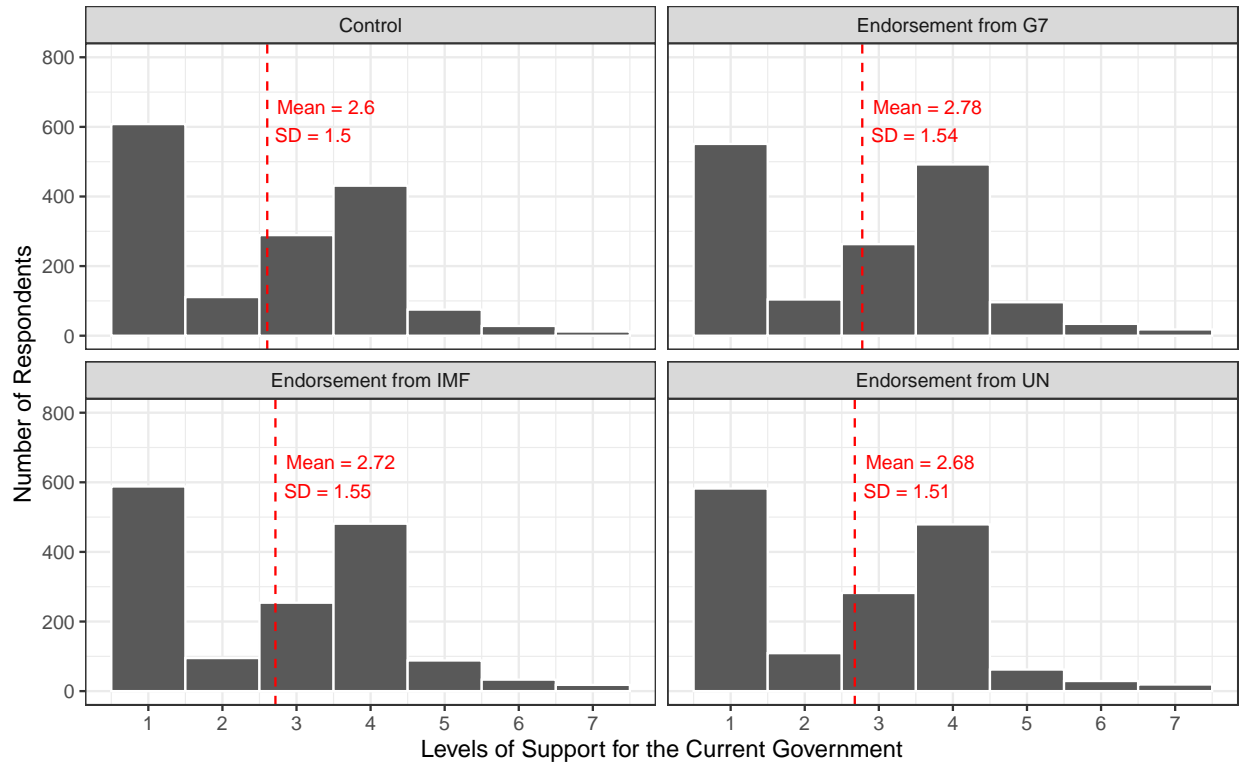 Control
Endorsement from G7
800
600
400
200
0
Mean = 2.6
SD = 1.5
Mean = 2.78
SD = 1.54
Number of Respondents
Endorsement from IMF
Endorsement from UN
800
600
400
200
0
Mean = 2.72
SD = 1.55
Mean = 2.68
SD = 1.51
1 2 3 4 5 6 7
1 2 3 4 5 6 7
Levels of Support for the Current Government